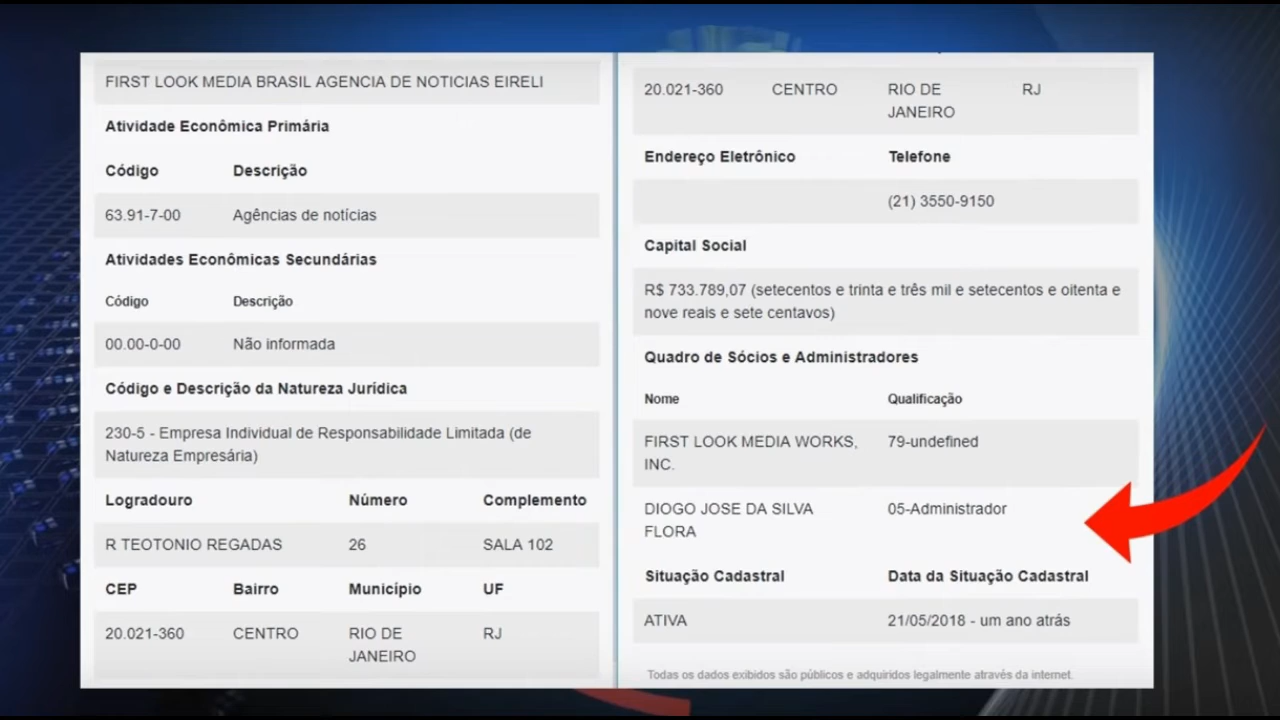 FIRST LOOK MEDIA BRASIL AGENCIA DE NOTICIAS EIRELI
Atividade Econômica Primária
Código Descrição
63.91-7-00 Agências de notícias
Atividades Econômicas Secundárias
Código Descrição
00.00-0-00 Não informada
Código e Descrição da Natureza Jurídica
230-5 - Empresa Individual de Responsabilidade Limitada (de
Natureza Empresária)
Logradouro Número Complemento
R TEOTONIO REGADAS 26 SALA 102
CEP Bairro Município UF
20.021-360 CENTRO RIO DE RJ
JANEIRO
20.021-360 CENTRO RIO DE RJ
JANEIRO
Endereço Eletrônico Telefone
(21) 3550-9150
Capital Social
R$ 733.789,07 (setecentos e trinta e três mil e setecentos e oitenta e
nove reais e sete centavos)
Quadro de Sócios e Administradores
Nome Qualificação
FIRST LOOK MEDIA WORKS, 79-undefined
INC.
DIOGO JOSE DA SILVA 05-Administrador
FLORA
Situação Cadastral Data da Situação Cadastral
ATIVA 21/05/2018 - um ano atrás
Todas os dados exibidos são públicos e adquiridos legalmente através da internet.